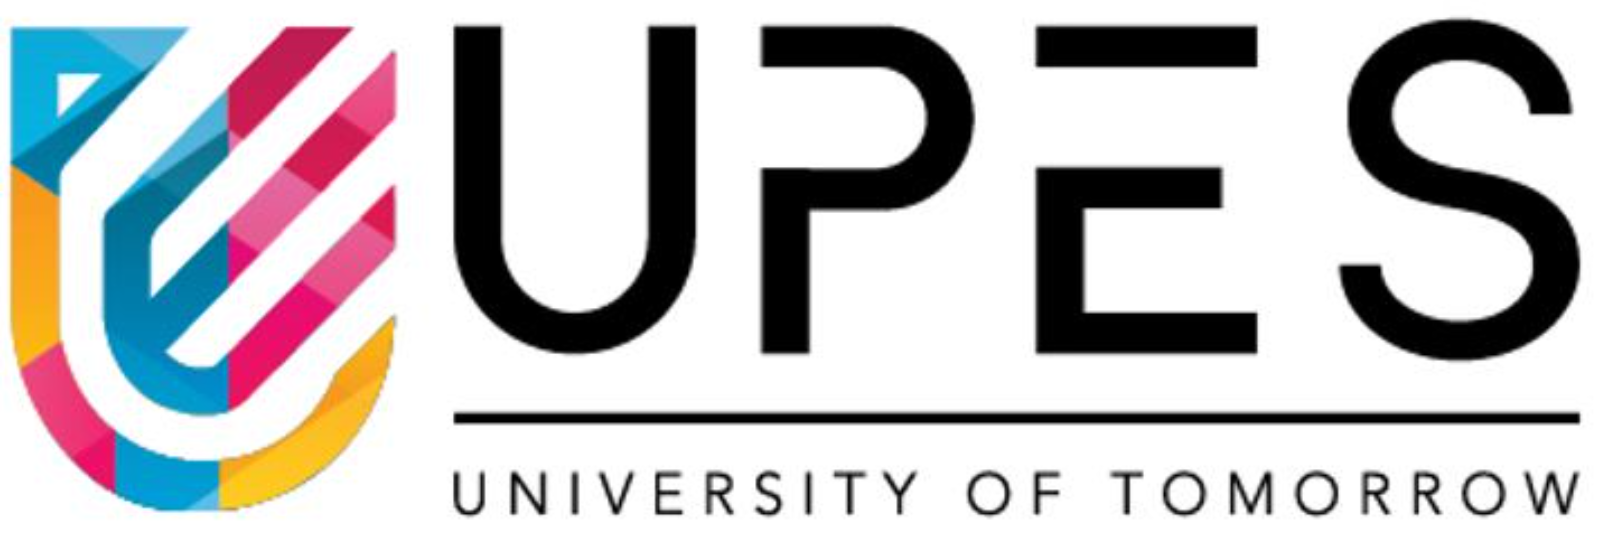 UPES
UNIVERSITY OF TOMORROW